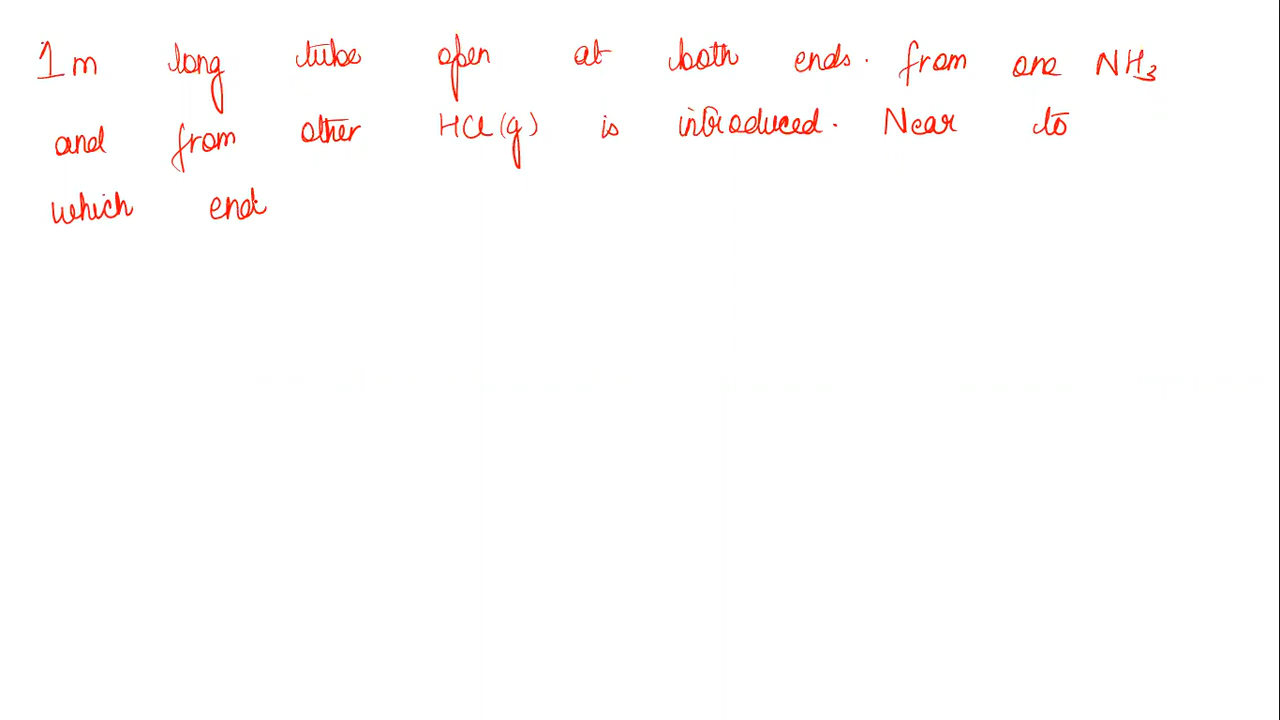 1m long tube open at both ends. from one NH3
and from other HCl(g) is introduced. Near to
which end